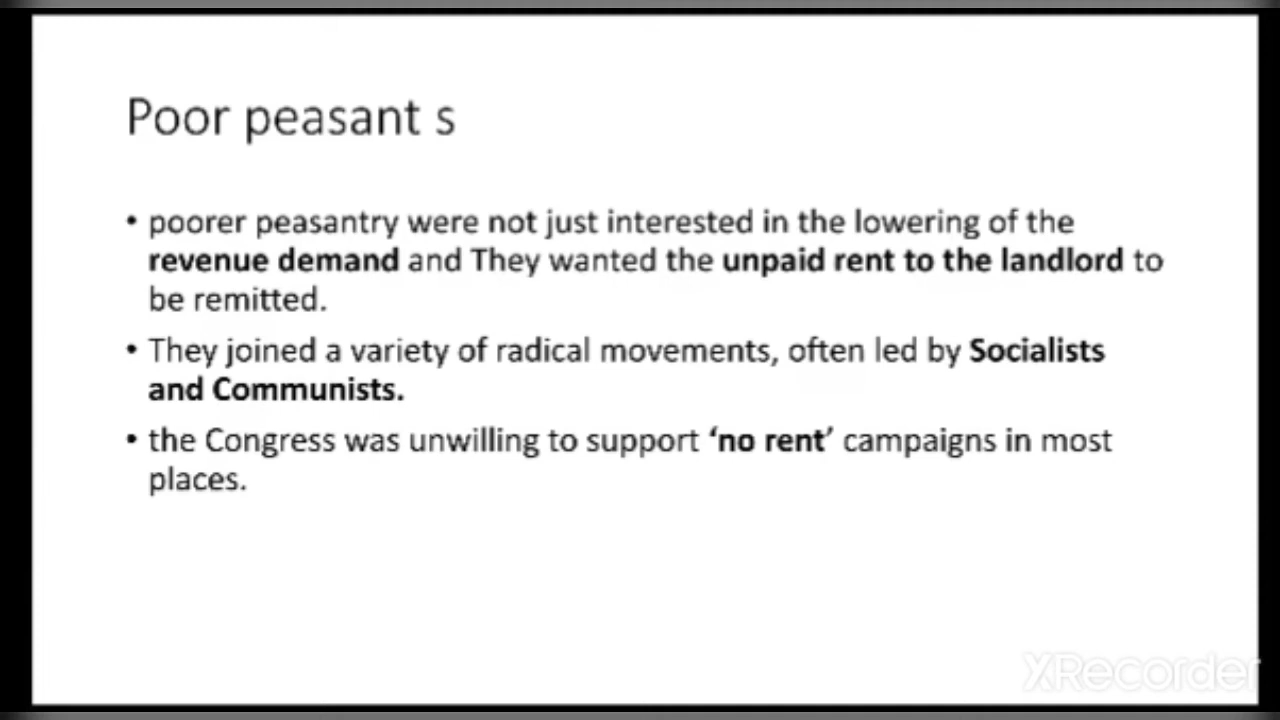 Poor peasant s
• poorer peasantry were not just interested in the lowering of the
revenue demand and They wanted the unpaid rent to the landlord to
be remitted.
• They joined a variety of radical movements, often led by Socialists
and Communists.
• the Congress was unwilling to support ‘no rent’ campaigns in most
places.
XRecorder